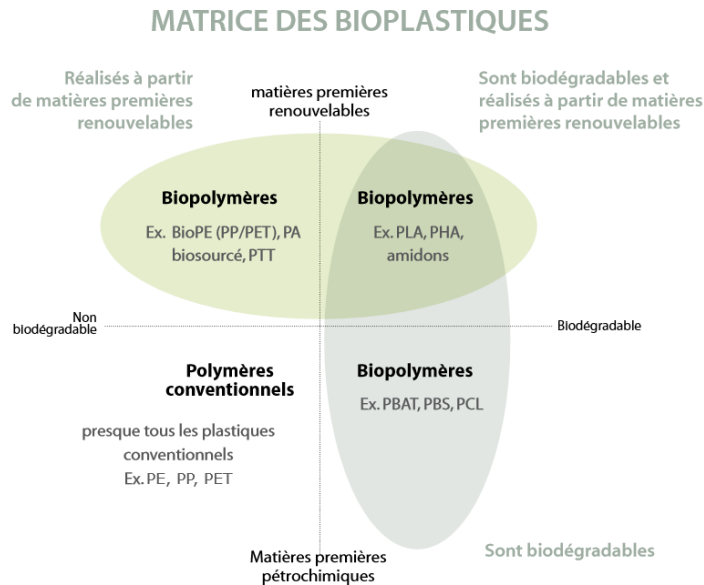 MATRICE DES BIOPLASTIQUES
Réalisés à partir
de matières premières
renouvelables
matières premières
renouvelables
Sont biodégradables et
réalisés à partir de matières
premières renouvelables
Biopolymères
Ex. BioPE (PP/PET), PA
biosourcé, PTT
Biopolymères
Ex. PLA, PHA,
amidons
Non
biodégradable
Biodégradable
Polymères
conventionnels
presque tous les plastiques
conventionnels
Ex. PE, PP, PET
Biopolymères
Ex. PBAT, PBS, PCL
Matières premières
pétrochimiques
Sont biodégradables